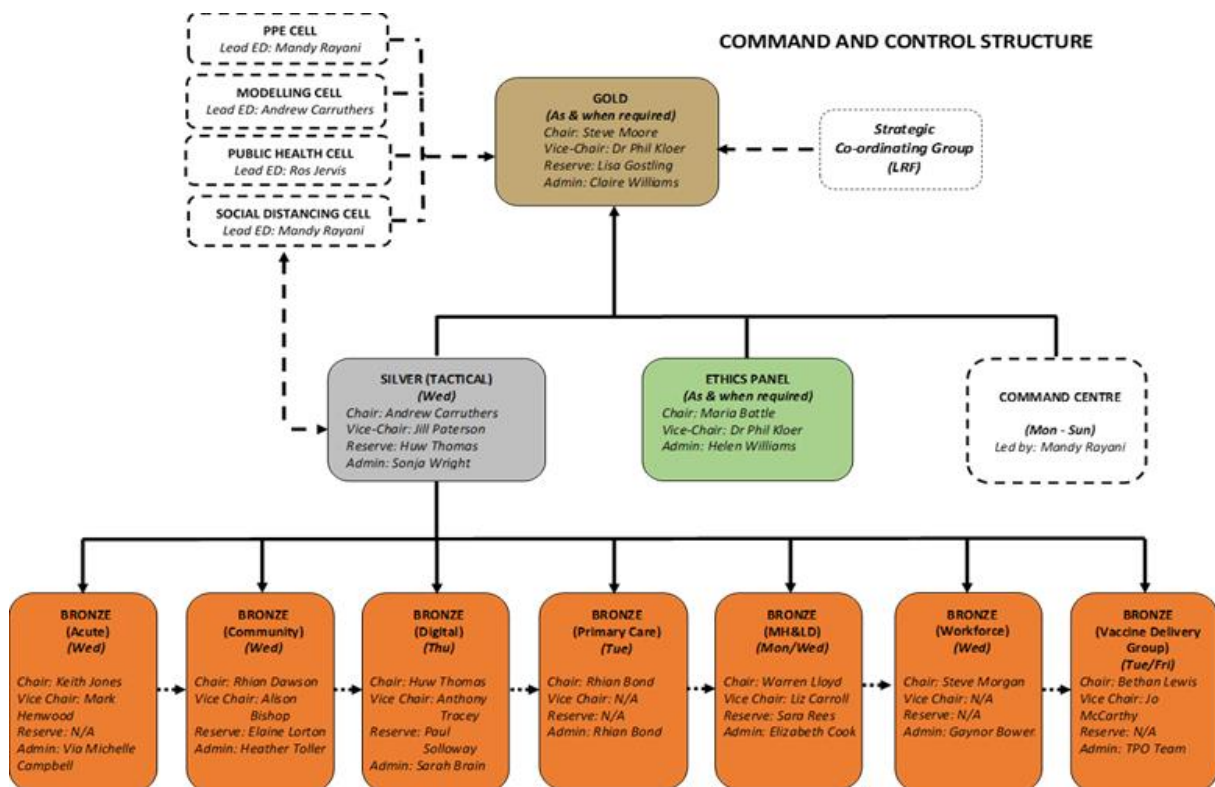 COMMAND AND CONTROL STRUCTURE
PPE CELL
Lead ED: Mandy Rayani
MODELLING CELL
Lead ED: Andrew Carruthers
PUBLIC HEALTH CELL
Lead ED: Ros Jervis
SOCIAL DISTANCING CELL
Lead ED: Mandy Rayani
GOLD
(As & when required)
Chair: Steve Moore
Vice-Chair: Dr Phil Kloer
Reserve: Lisa Gostling
Admin: Claire Williams
Strategic
Co-ordinating Group
(LRF)
SILVER (TACTICAL)
(Wed)
Chair: Andrew Carruthers
Vice-Chair: Jill Paterson
Reserve: Huw Thomas
Admin: Sonja Wright
ETHICS PANEL
(As & when required)
Chair: Maria Battle
Vice-Chair: Dr Phil Kloer
Admin: Helen Williams
COMMAND CENTRE
(Mon - Sun)
Led by: Mandy Rayani
BRONZE
(Acute)
(Wed)
Chair: Keith Jones
Vice Chair: Mark
Henwood
Reserve: N/A
Admin: Via Michelle
Campbell
BRONZE
(Community)
(Wed)
Chair: Rhian Dawson
Vice Chair: Alison
Bishop
Reserve: Elaine Lorton
Admin: Heather Toller
BRONZE
(Digital)
(Thu)
Chair: Huw Thomas
Vice Chair: Anthony
Tracey
Reserve: Paul
Solloway
Admin: Sarah Brain
BRONZE
(Primary Care)
(Tue)
Chair: Rhian Bond
Vice Chair: N/A
Reserve: N/A
Admin: Rhian Bond
BRONZE
(MH&LD)
(Mon/Wed)
Chair: Warren Lloyd
Vice Chair: Liz Carroll
Reserve: Sara Rees
Admin: Elizabeth Cook
BRONZE
(Workforce)
(Wed)
Chair: Steve Morgan
Vice Chair: N/A
Reserve: N/A
Admin: Gaynor Bower
BRONZE
(Vaccine Delivery
Group)
(Tue/Fri)
Chair: Bethan Lewis
Vice Chair: Jo
McCarthy
Reserve: N/A
Admin: TPO Team